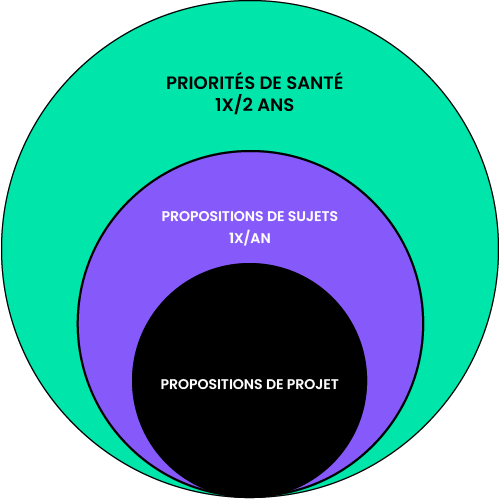 PRIORITÉS DE SANTÉ
1X/2 ANS
PROPOSITIONS DE SUJETS
1X/AN
PROPOSITIONS DE PROJET